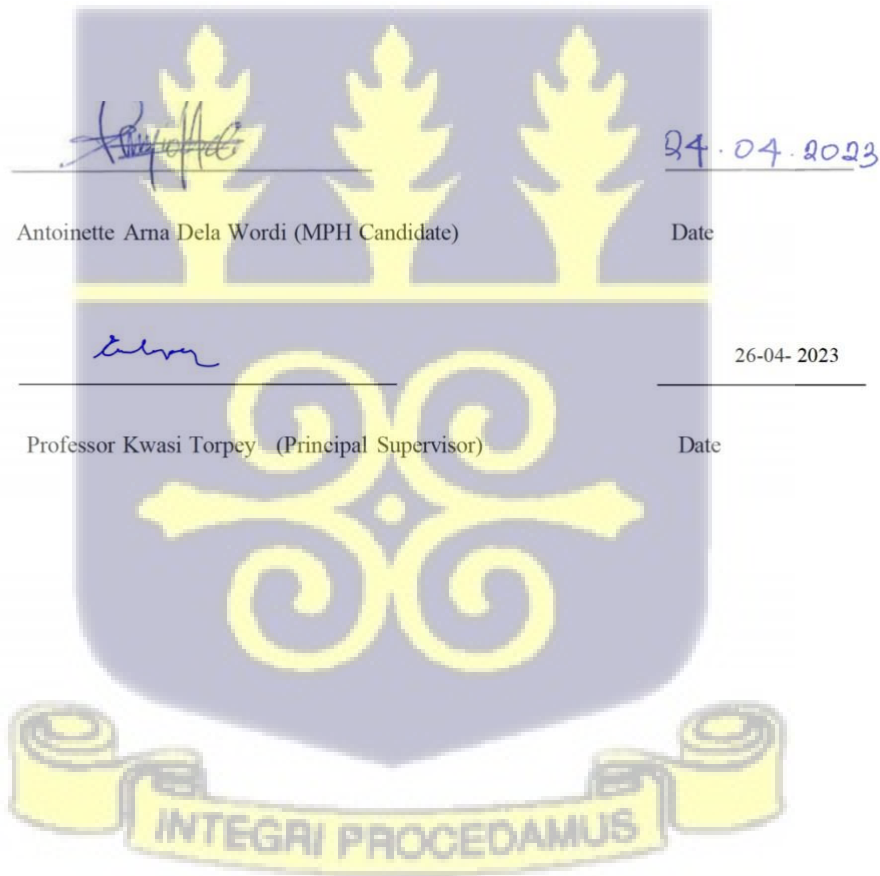 24.04.2023
Antoinette Arna Dela Wordi (MPH Candidate) Date
26-04- 2023
Professor Kwasi Torpey (Principal Supervisor) Date
INTEGRI PROCEDAMUS